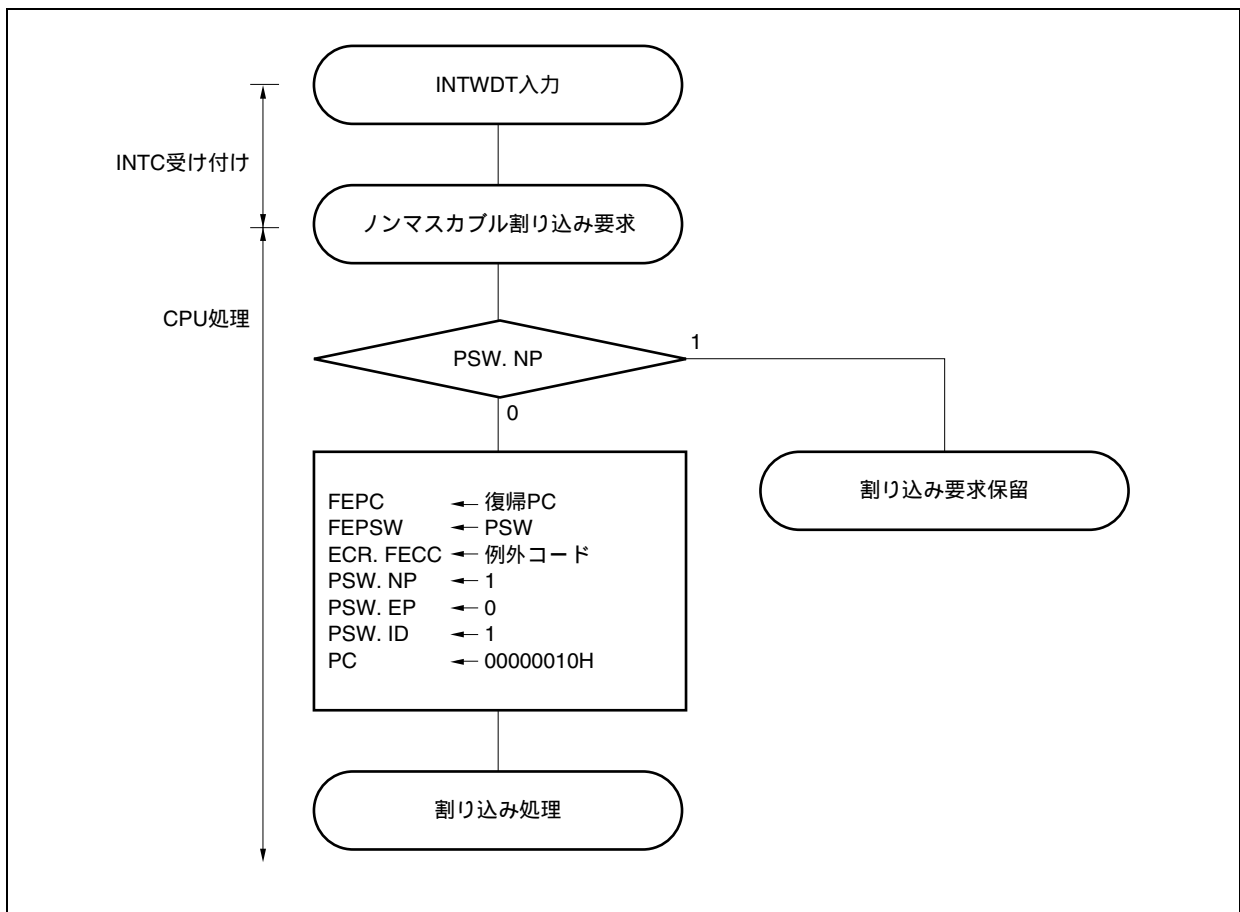 INTWDT入力
INTC受け付け
ノンマスカブル割り込み要求
CPU処理
PSW. NP
1
0
FEPC ← 復帰PC
FEPSW ← PSW
ECR. FECC ← 例外コード
PSW. NP ← 1
PSW. EP ← 0
PSW. ID ← 1
PC ← 00000010H
割り込み要求保留
割り込み処理